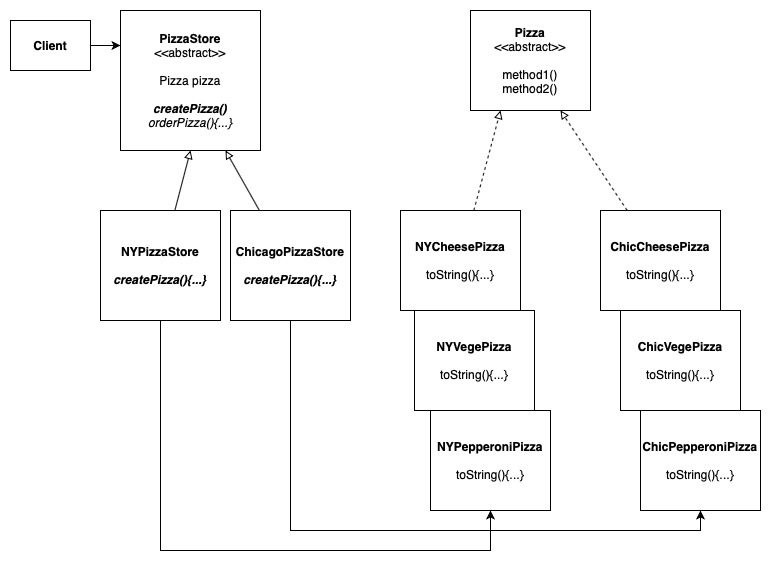 Client
PizzaStore
<<abstract>>
Pizza pizza
createPizza()
orderPizza(){...}
Pizza
<<abstract>>
method1()
method2()
NYPizzaStore
createPizza(){...}
ChicagoPizzaStore
createPizza(){...}
NYCheesePizza
toString(){...}
ChicCheesePizza
toString(){...}
NYVegePizza
toString(){...}
ChicVegePizza
toString(){...}
NYPepperoniPizza
toString(){...}
ChicPepperoniPizza
toString(){...}